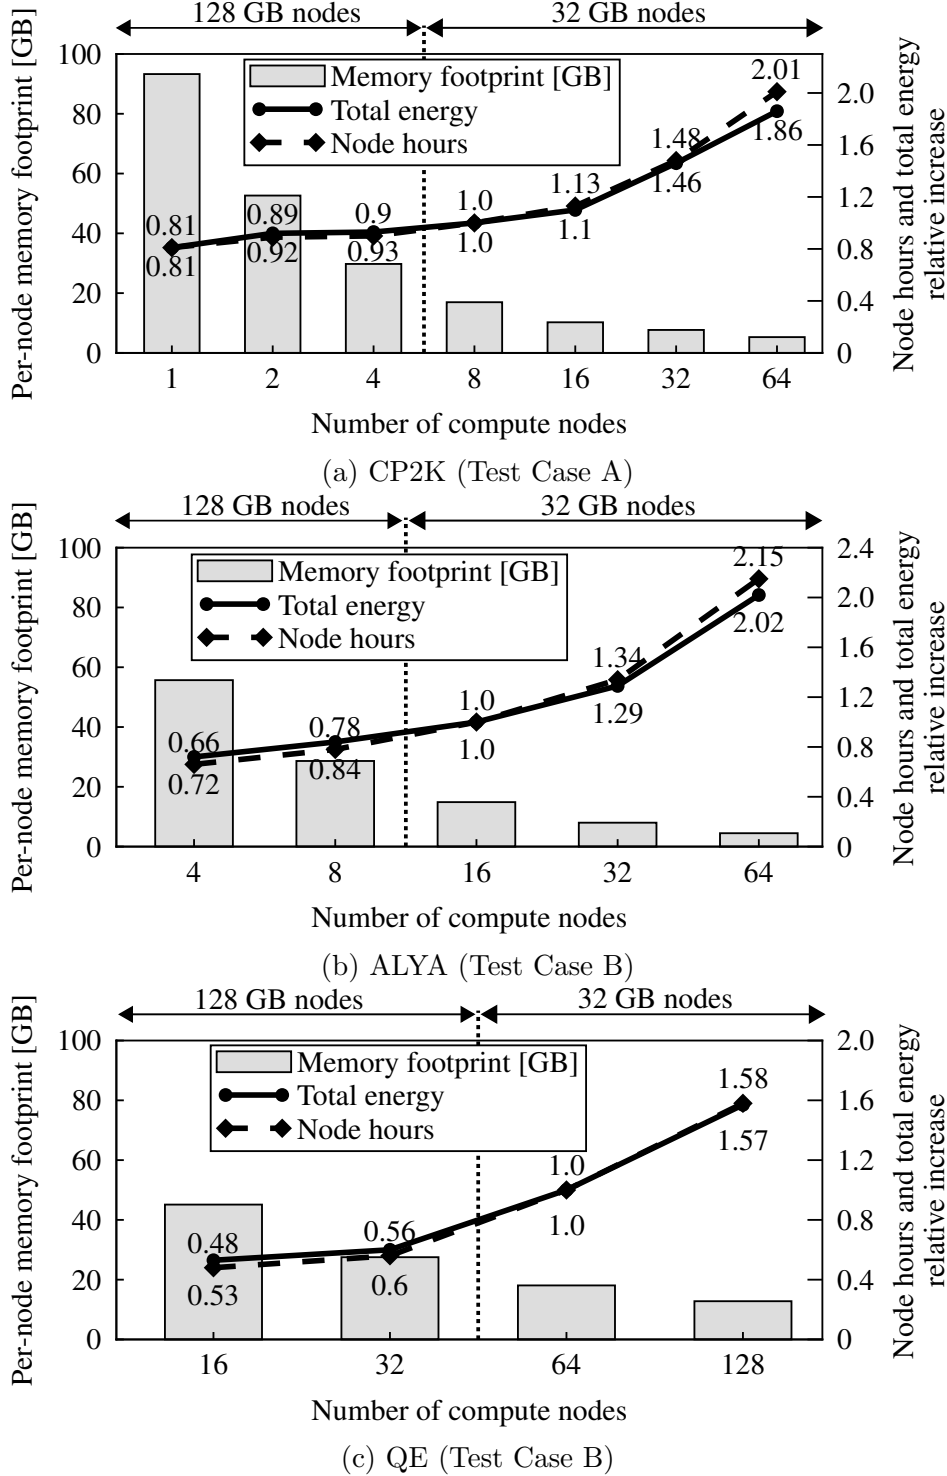 128 GB nodes 32 GB nodes
Per-node memory footprint [GB]
100
80
60
40
20
0
Memory footprint [GB]
Total energy
Node hours
0.81 0.89 0.9 1.0 1.13 1.48 2.01
0.81 0.92 0.93 1.0 1.1 1.46 1.86
2.0
1.6
1.2
0.8
0.4
0
Node hours and total energy
relative increase
1 2 4 8 16 32 64
Number of compute nodes
(a) CP2K (Test Case A)
128 GB nodes 32 GB nodes
Per-node memory footprint [GB]
100
80
60
40
20
0
Memory footprint [GB]
Total energy
Node hours
0.66 0.78 1.0 1.34 2.15
0.72 0.84 1.0 1.29 2.02
2.4
2.0
1.6
1.2
0.8
0.4
0
Node hours and total energy
relative increase
4 8 16 32 64
Number of compute nodes
(b) ALYA (Test Case B)
128 GB nodes 32 GB nodes
Per-node memory footprint [GB]
100
80
60
40
20
0
Memory footprint [GB]
Total energy
Node hours
0.48 0.56 1.0 1.58
0.53 0.6 1.0 1.57
2.0
1.6
1.2
0.8
0.4
0
Node hours and total energy
relative increase
16 32 64 128
Number of compute nodes
(c) QE (Test Case B)